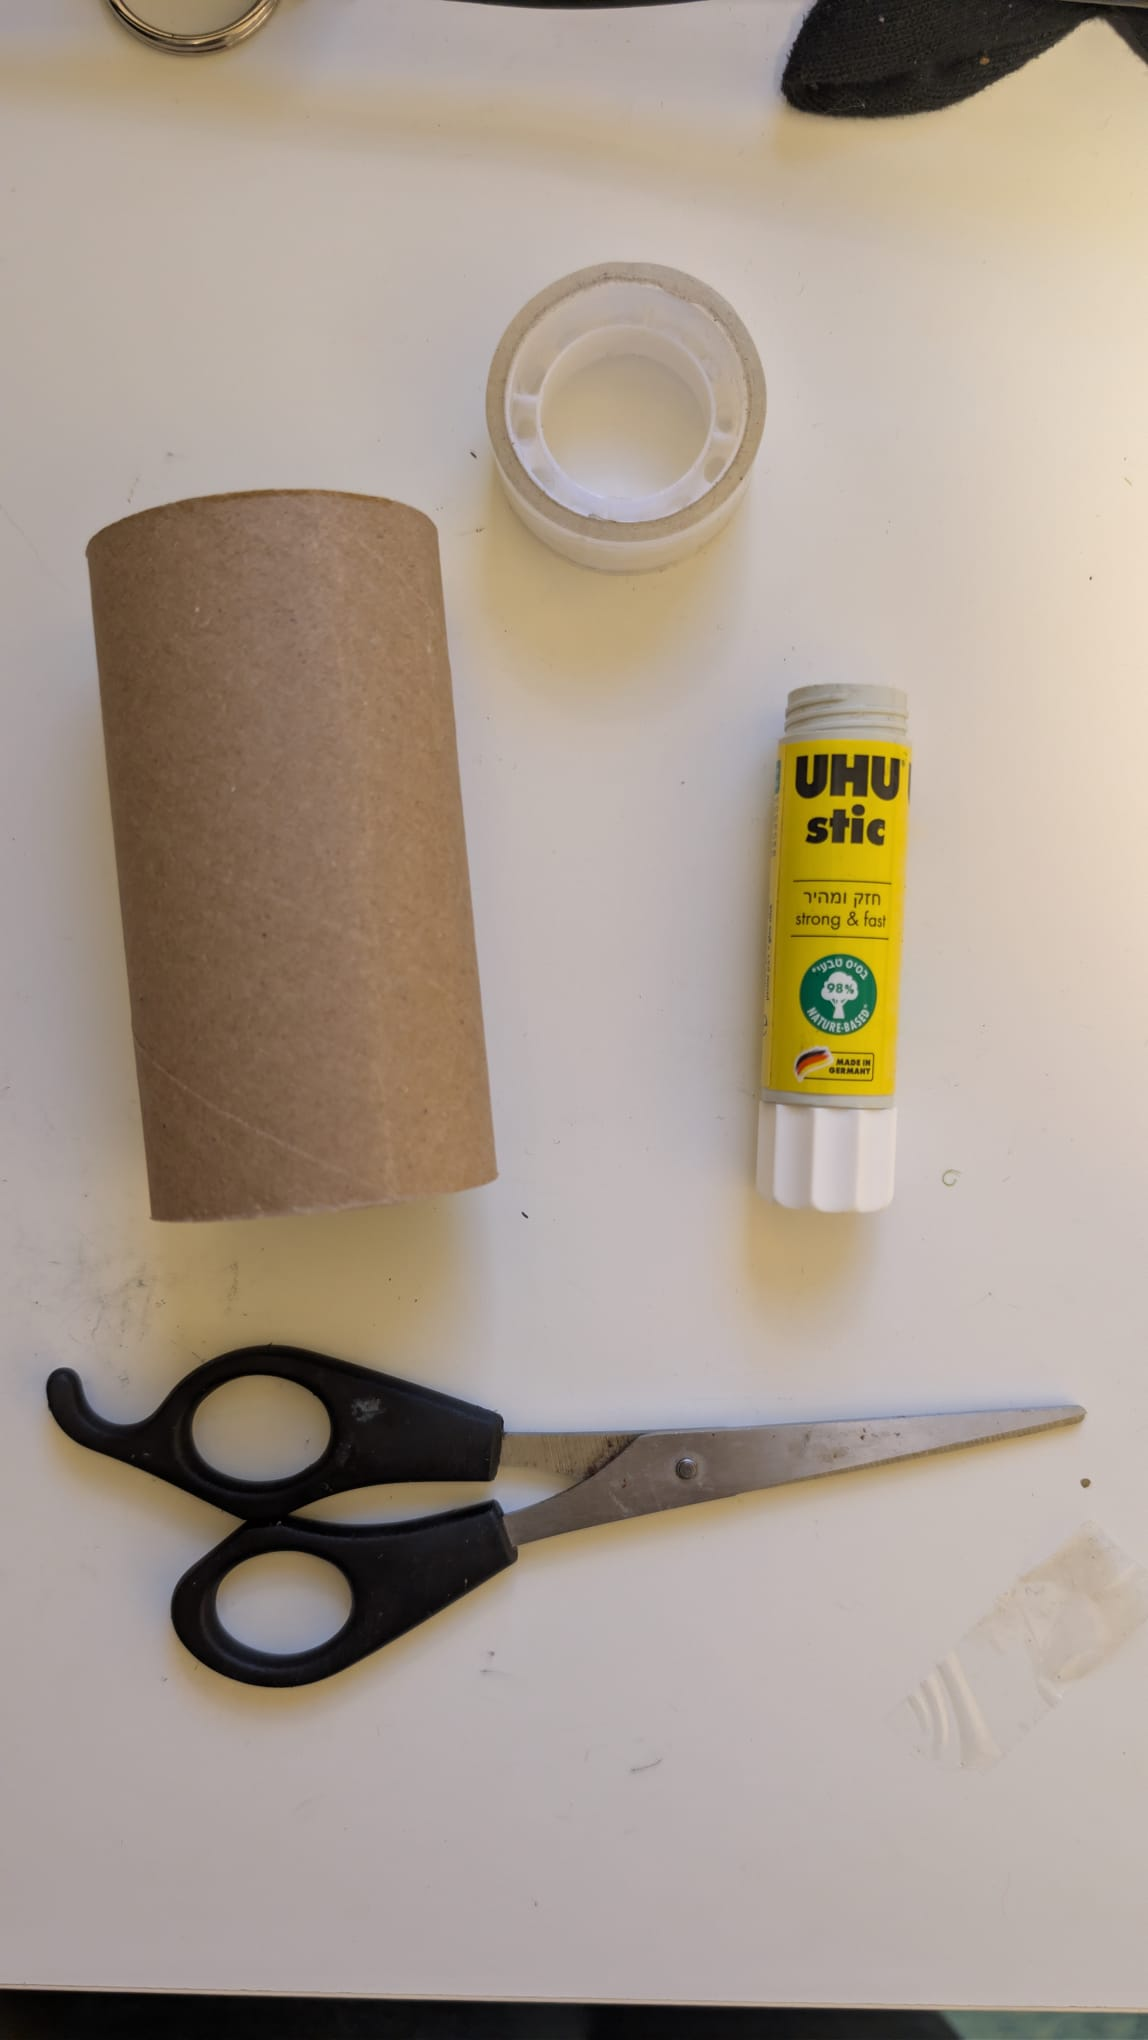 UHU
stic
חזק ומהיר
strong & fast
בסיס טבעי*
98%
NATURE-BASED*
MADE IN
GERMANY